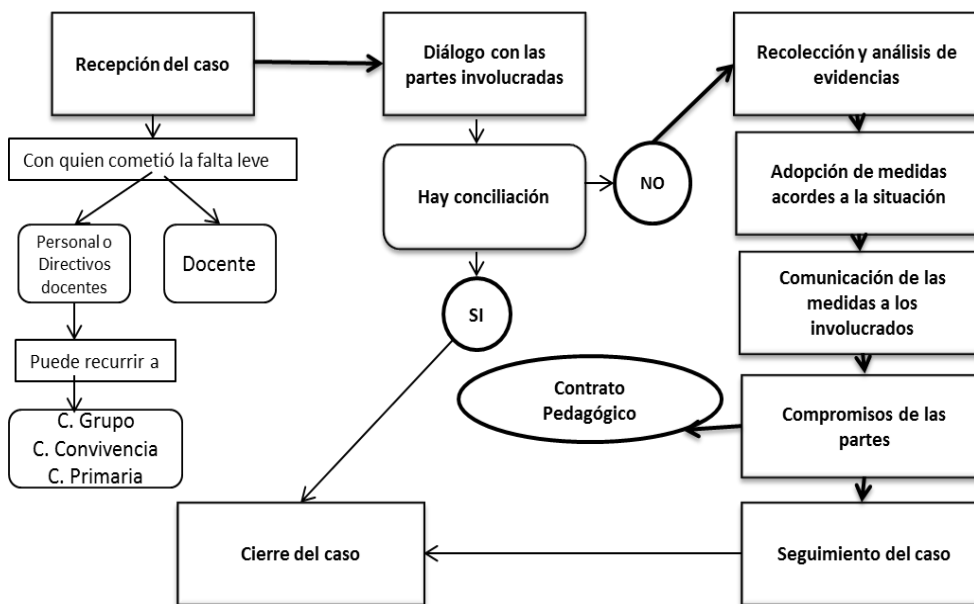 Recepción del caso
Diálogo con las
partes involucradas
Recolección y análisis de
evidencias
Con quien cometió la falta leve
Hay conciliación
NO
Adopción de medidas
acordes a la situación
Personal o
Directivos
docentes
Docente
Comunicación de las
medidas a los
involucrados
SI
Puede recurrir a
Contrato
Pedagógico
Compromisos de las
partes
C. Grupo
C. Convivencia
C. Primaria
Cierre del caso
Seguimiento del caso